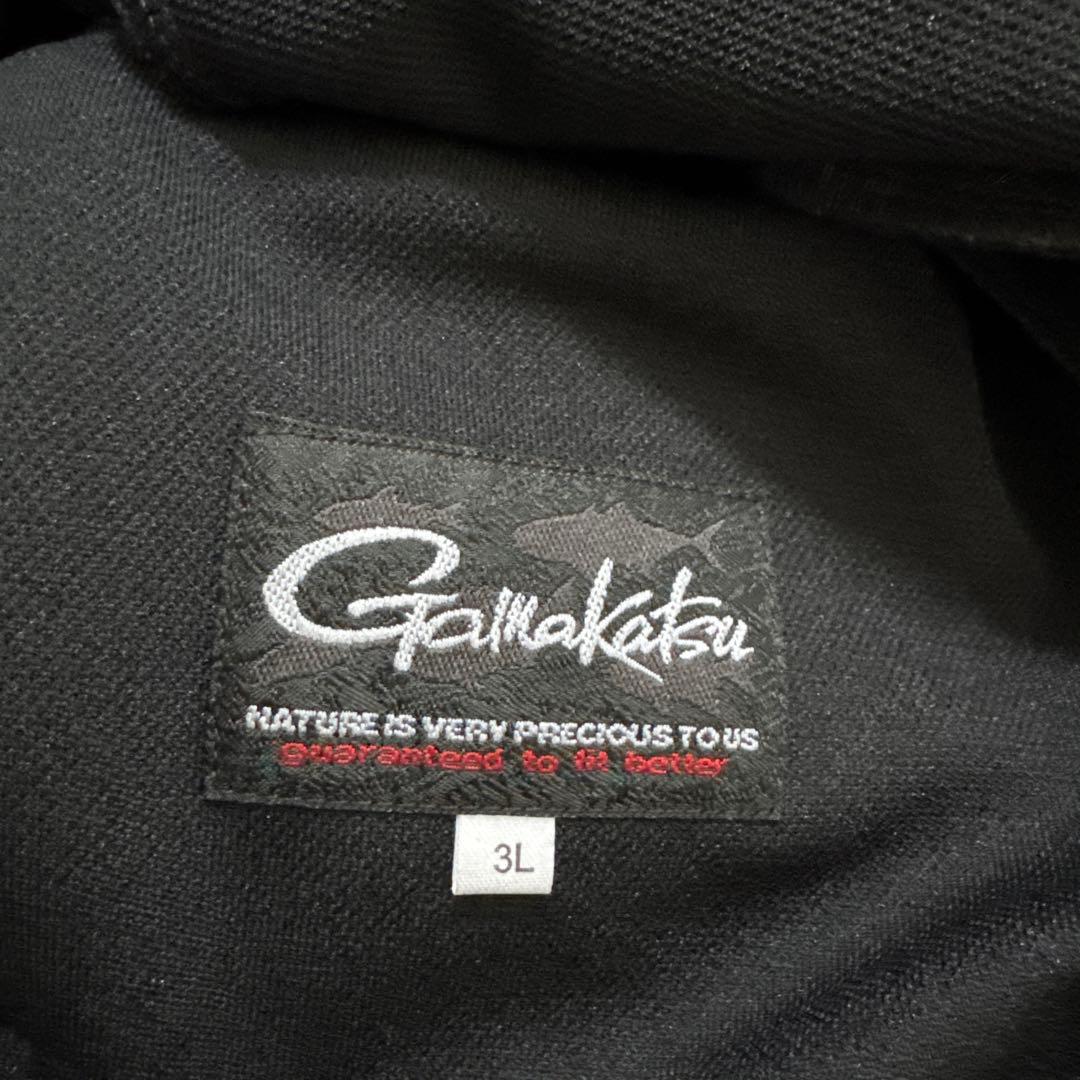 Gamakatsu
NATURE IS VERY PRECIOUS TO US
guaranteed to fit better
3L